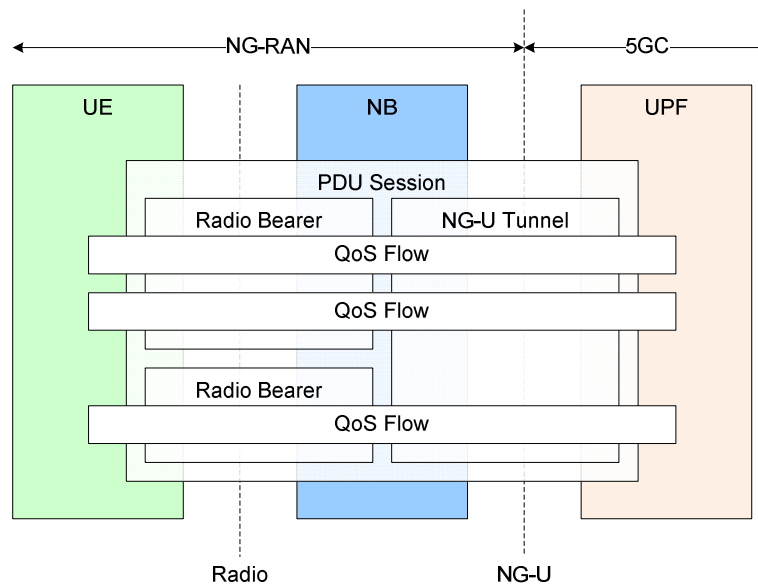 NG-RAN
5GC
UE
NB
UPF
PDU Session
Radio Bearer
NG-U Tunnel
QoS Flow
QoS Flow
Radio Bearer
QoS Flow
Radio
NG-U